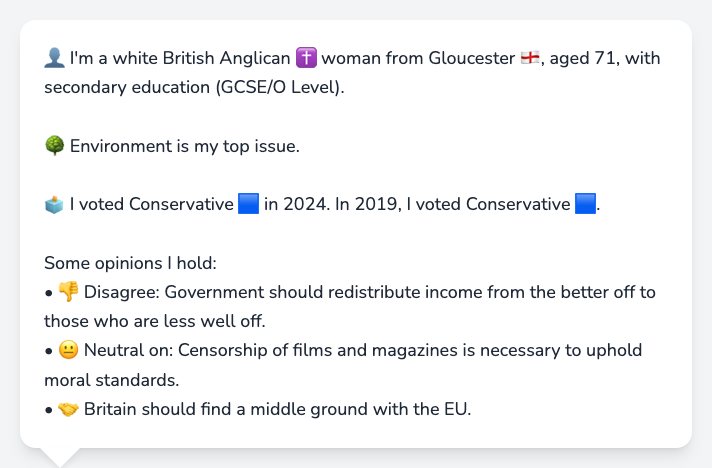 👤 I'm a white British Anglican ✝️ woman from Gloucester 🏴󠁧󠁢󠁥󠁮󠁧󠁿, aged 71, with
secondary education (GCSE/O Level).
🌳 Environment is my top issue.
🗳️ I voted Conservative 🟦 in 2024. In 2019, I voted Conservative 🟦.
Some opinions I hold:
• 👎 Disagree: Government should redistribute income from the better off to
those who are less well off.
• 😐 Neutral on: Censorship of films and magazines is necessary to uphold
moral standards.
• 🤝 Britain should find a middle ground with the EU.